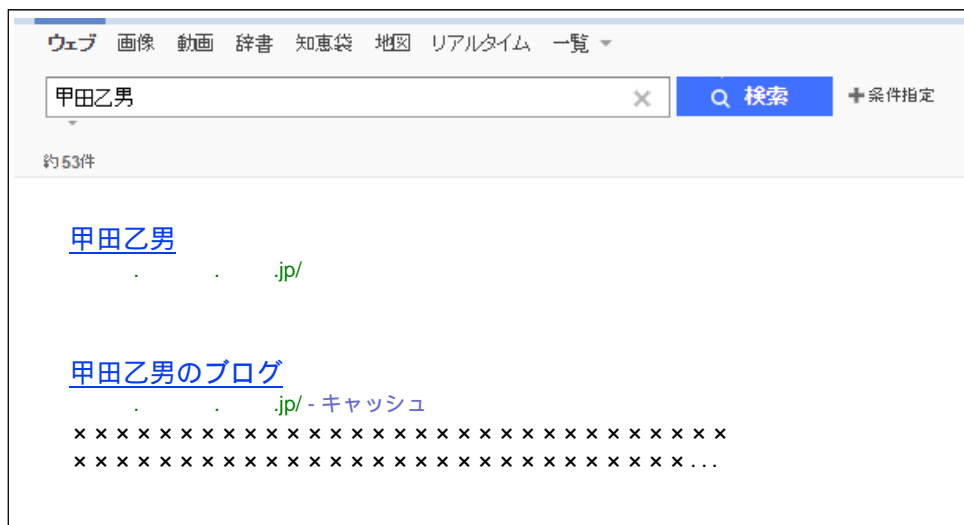 ウェブ 画像 動画 辞書 知恵袋 地図 リアルタイム 一覧
甲田乙男 × 検索 +条件指定
約53件
甲田乙男
. . .jp/
甲田乙男のブログ
. . .jp/ - キャッシュ
×××××××××××××××××××××××××××××××
×××××××××××××××××××××××××××××...